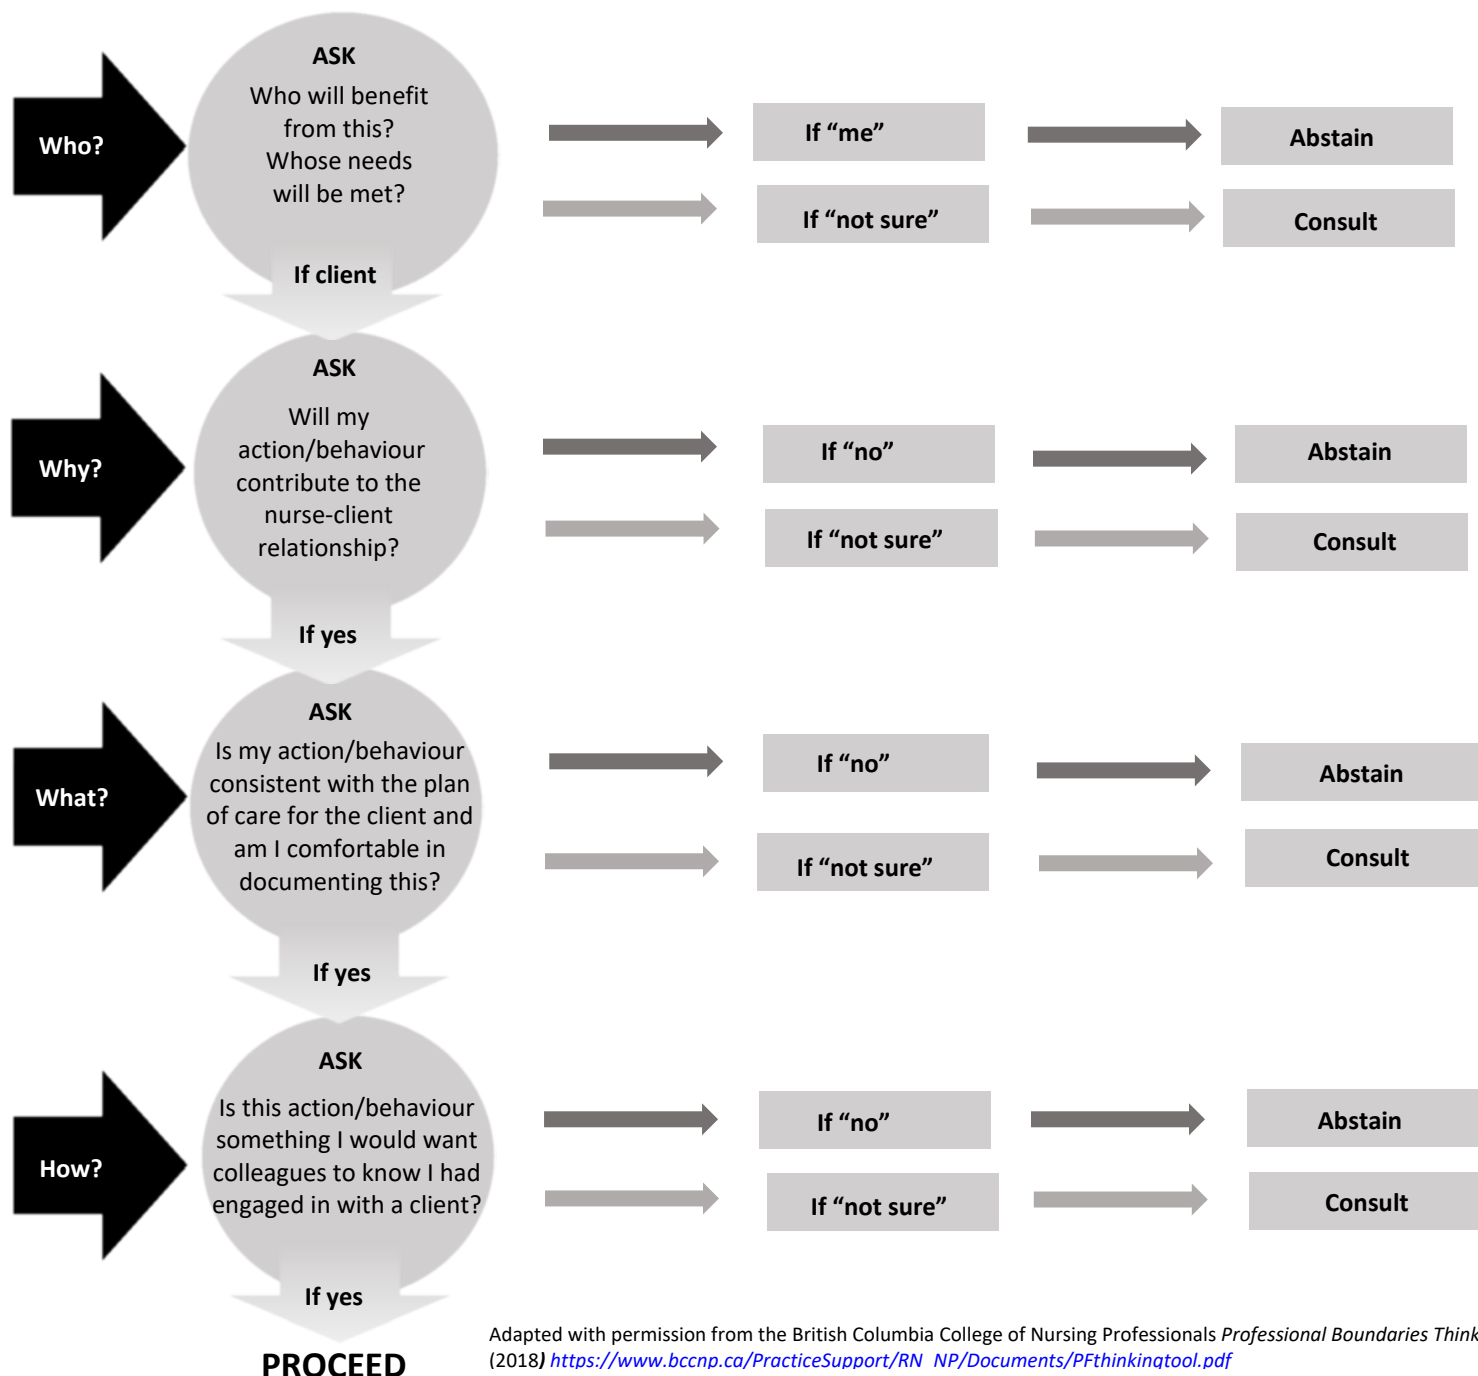 Who?
ASK
Who will benefit
from this?
Whose needs
will be met?
If “me”
Abstain
If “not sure”
Consult
If client
Why?
ASK
Will my
action/behaviour
contribute to the
nurse-client
relationship?
If “no”
Abstain
If “not sure”
Consult
If yes
What?
ASK
Is my action/behaviour
consistent with the plan
of care for the client and
am I comfortable in
documenting this?
If “no”
Abstain
If “not sure”
Consult
If yes
How?
ASK
Is this action/behaviour
something I would want
colleagues to know I had
engaged in with a client?
If “no”
Abstain
If “not sure”
Consult
If yes
PROCEED
Adapted with permission from the British Columbia College of Nursing Professionals Professional Boundaries Think
(2018) https://www.bccnp.ca/PracticeSupport/RN_NP/Documents/PFthinkingtool.pdf